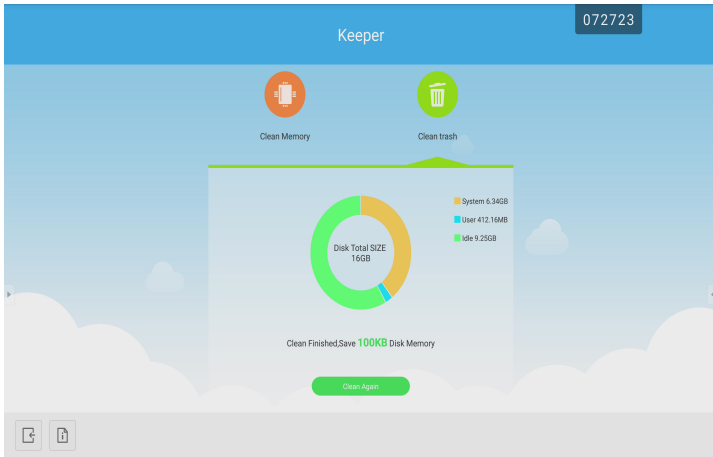 072723
Keeper
Clean Memory
Clean trash
System 6.34GB
User 412.16MB
Idle 9.25GB
Disk Total SIZE
16GB
Clean Finished,Save 100KB Disk Memory
Clean Again